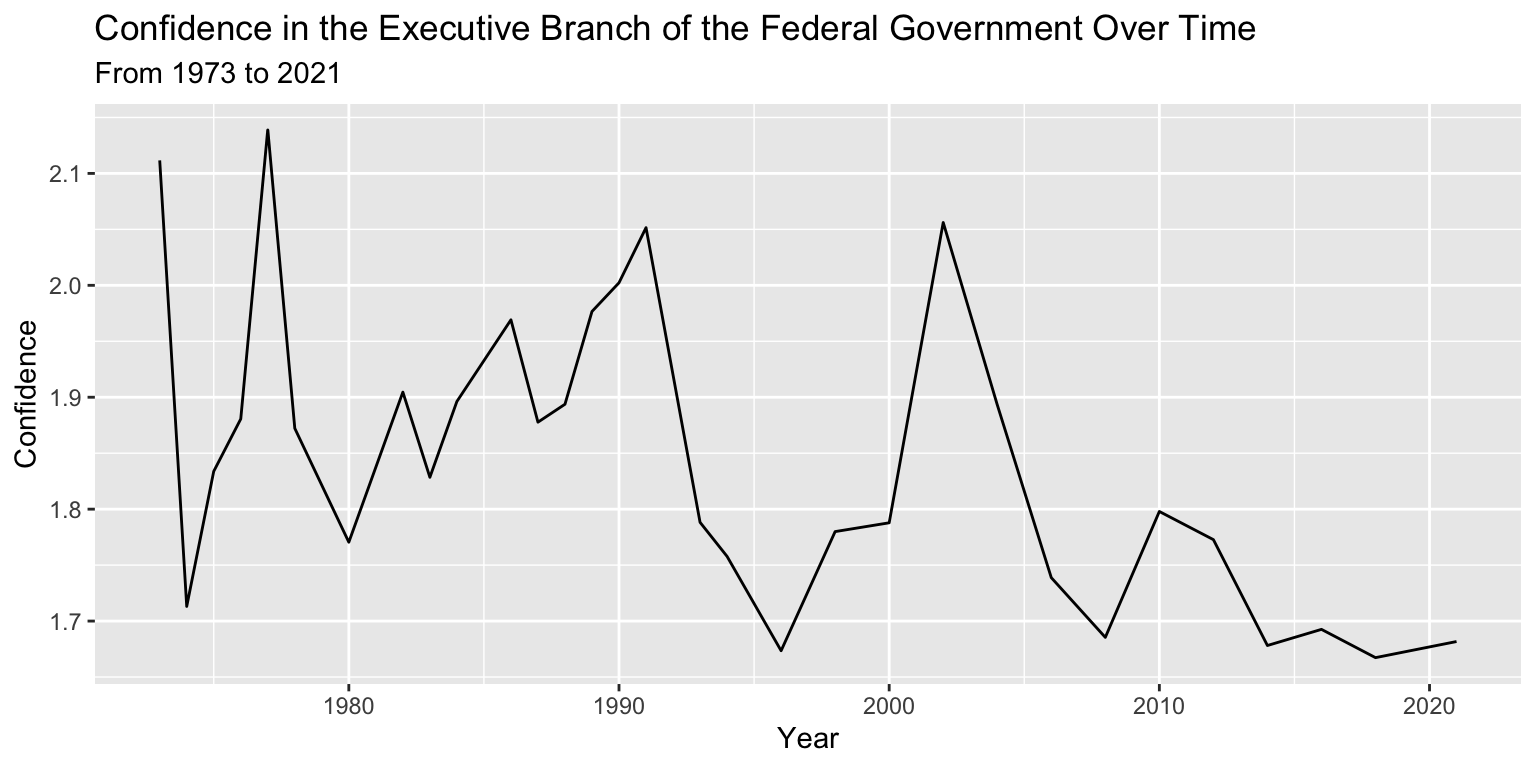 Confidence in the Executive Branch of the Federal Government Over Time
From 1973 to 2021
Confidence
2.1
2.0
1.9
1.8
1.7
1980 1990 2000 2010 2020
Year